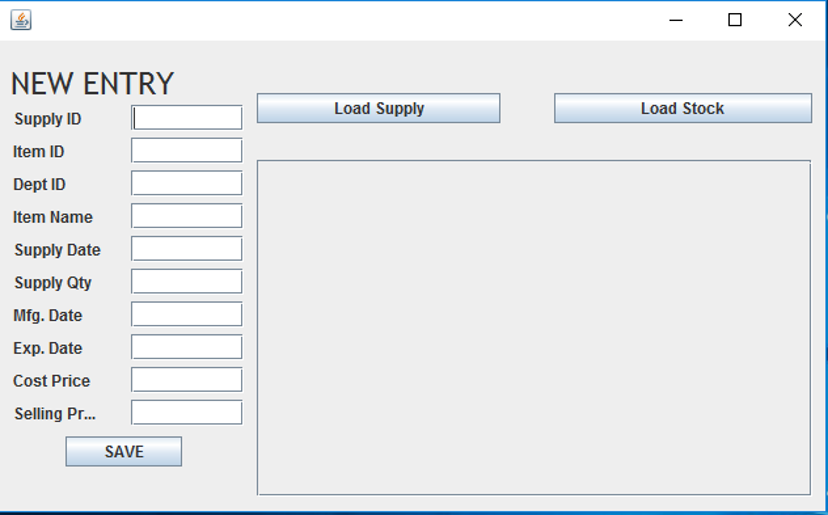 NEW ENTRY
Supply ID
Item ID
Dept ID
Item Name
Supply Date
Supply Qty
Mfg. Date
Exp. Date
Cost Price
Selling Pr...
SAVE
Load Supply
Load Stock